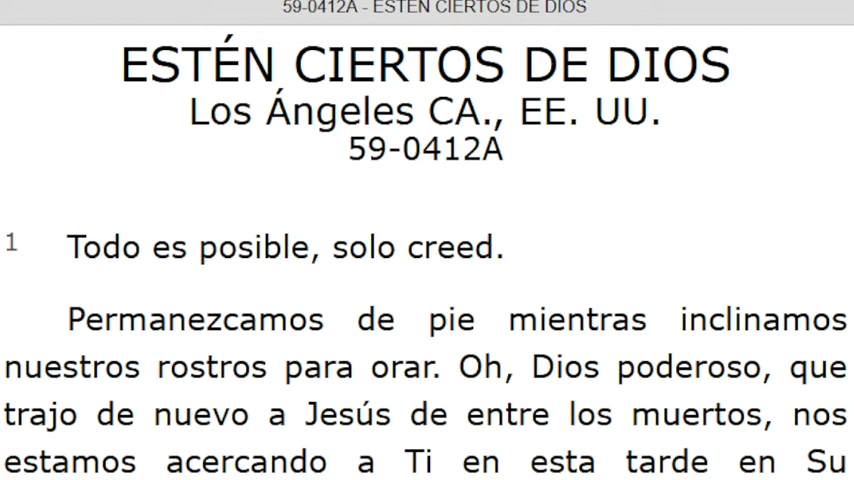 59-0412A - ESTÉN CIERTOS DE DIOS
ESTÉN CIERTOS DE DIOS
Los Ángeles CA., EE. UU.
59-0412A
1 Todo es posible, solo creed.
Permanezcamos de pie mientras inclinamos
nuestros rostros para orar. Oh, Dios poderoso, que
trajo de nuevo a Jesús de entre los muertos, nos
estamos acercando a Ti en esta tarde en Su